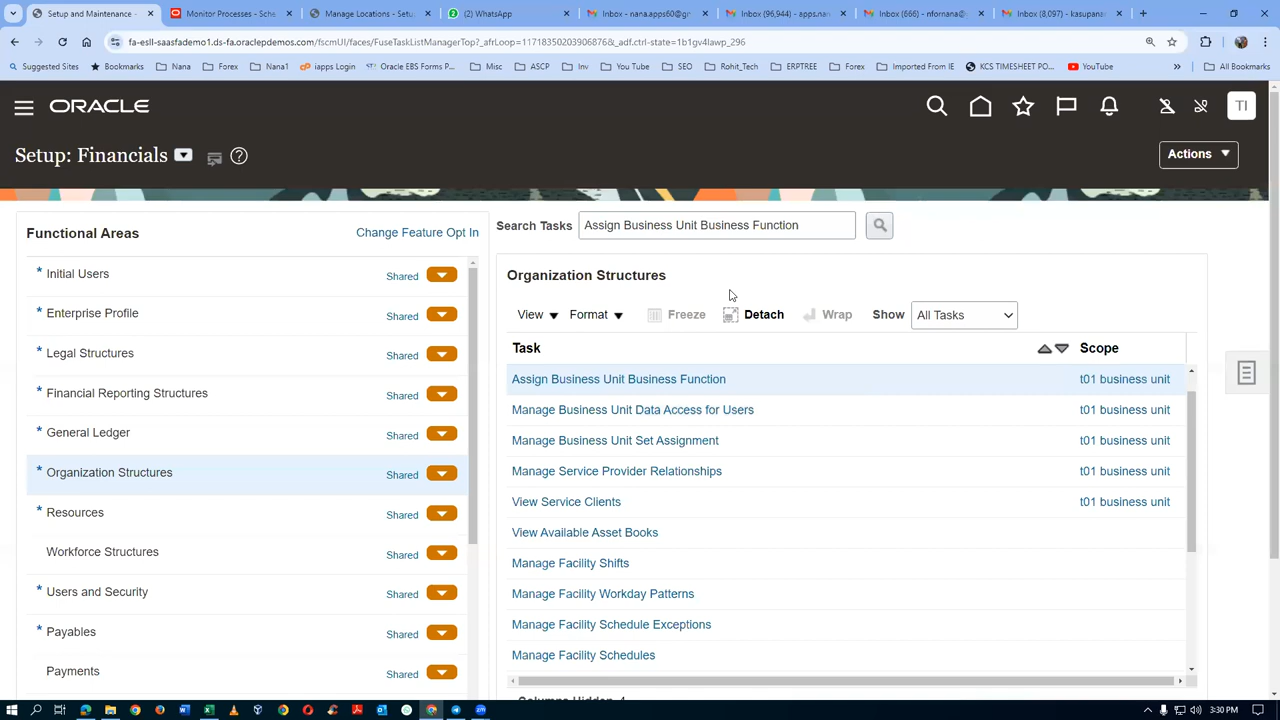 Setup and Maintenance -
Monitor Processes - Sche
Manage Locations - Setu
(2) WhatsApp
Inbox - nana.apps60@gr
Inbox (96,944) - apps.nan
Inbox (666) - nfornana@
Inbox (8,097) - kasupana
fa-esll-saasfademo1.ds-fa.oraclepdemos.com/fscmUI/faces/FuseTaskListManagerTop?_afrLoop=11718350203906876&_adf.ctrl-state=1b1gv4lawp_296
Suggested Sites
Bookmarks
Nana
Forex
Nana1
iapps Login
Oracle EBS Forms P...
Misc
ASCP
Inv
You Tube
SEO
Rohit_Tech
ERPTREE
Forex
Imported From IE
KCS TIMESHEET PO...
YouTube
All Bookmarks
ORACLE
TI
Setup: Financials
Actions
Functional Areas
Change Feature Opt In
* Initial Users Shared
* Enterprise Profile Shared
* Legal Structures Shared
* Financial Reporting Structures Shared
* General Ledger Shared
* Organization Structures Shared
* Resources Shared
Workforce Structures Shared
* Users and Security Shared
* Payables Shared
Payments Shared
Search Tasks Assign Business Unit Business Function
Organization Structures
View Format Freeze Detach Wrap Show All Tasks
Task Scope
Assign Business Unit Business Function t01 business unit
Manage Business Unit Data Access for Users t01 business unit
Manage Business Unit Set Assignment t01 business unit
Manage Service Provider Relationships t01 business unit
View Service Clients t01 business unit
View Available Asset Books
Manage Facility Shifts
Manage Facility Workday Patterns
Manage Facility Schedule Exceptions
Manage Facility Schedules
Columns Hidden 4
3:30 PM